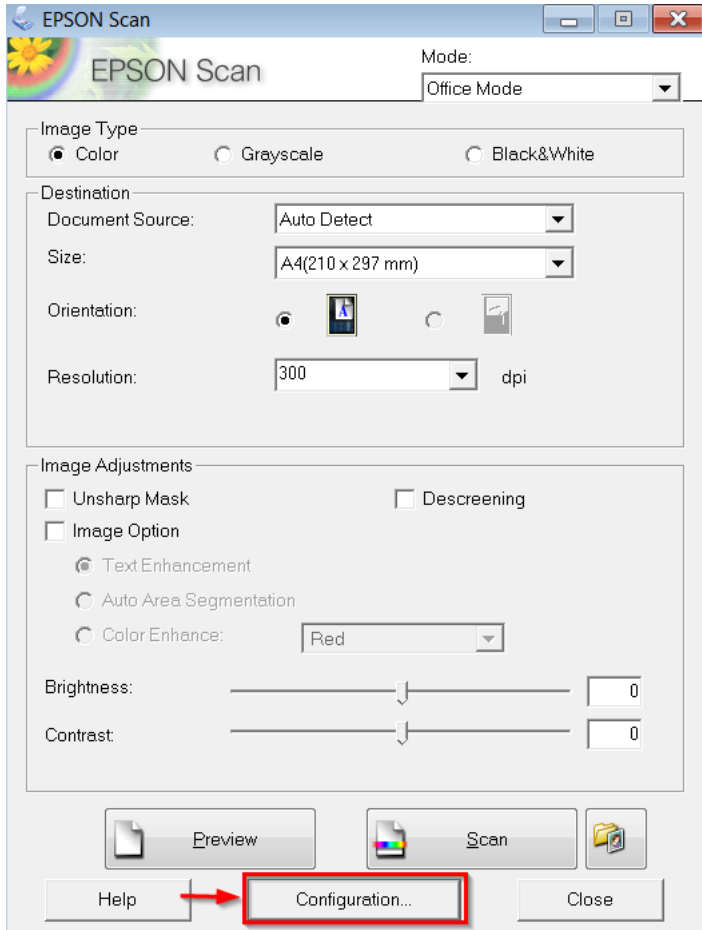 EPSON Scan
EPSON Scan
Mode:
Office Mode
Image Type
Color Grayscale Black&White
Destination
Document Source: Auto Detect
Size: A4(210 x 297 mm)
Orientation: A
Resolution: 300 dpi
Image Adjustments
Unsharp Mask Descreening
Image Option
Text Enhancement
Auto Area Segmentation
Color Enhance: Red
Brightness: 0
Contrast: 0
Preview Scan
Help Configuration... Close